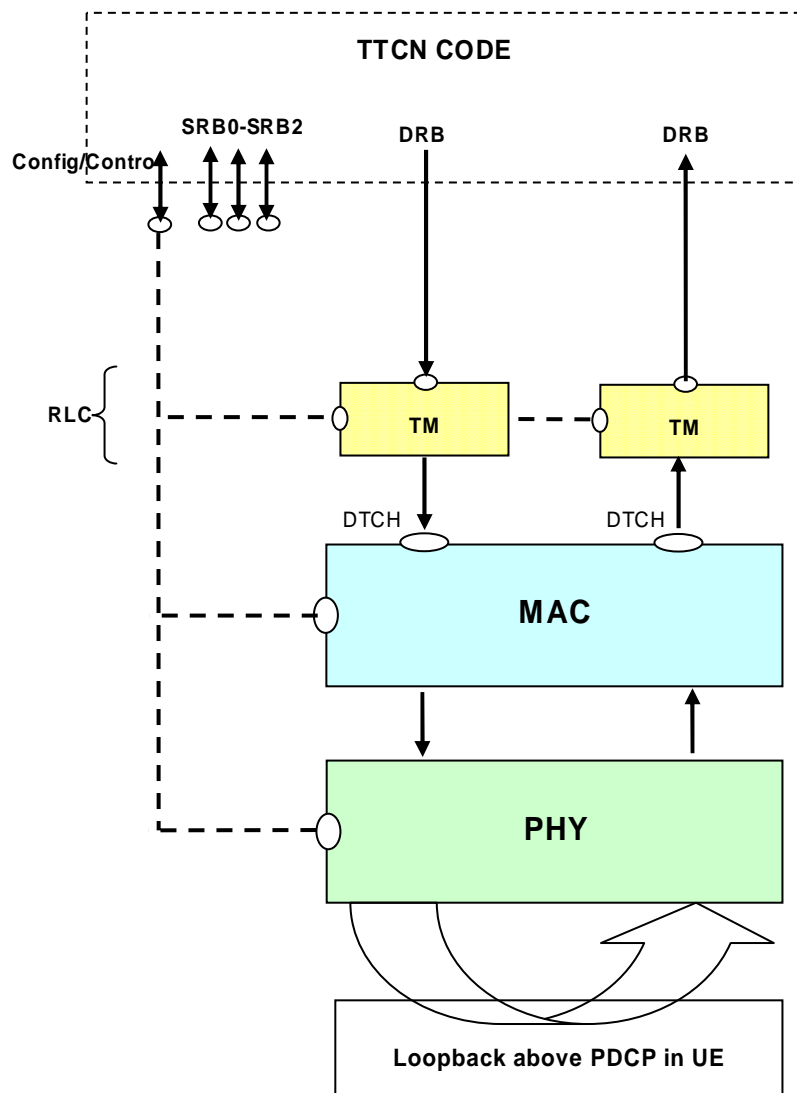 TTCN CODE
SRB0-SRB2
DRB
DRB
Config/Contro
RLC
TM
TM
DTCH
DTCH
MAC
PHY
Loopback above PDCP in UE